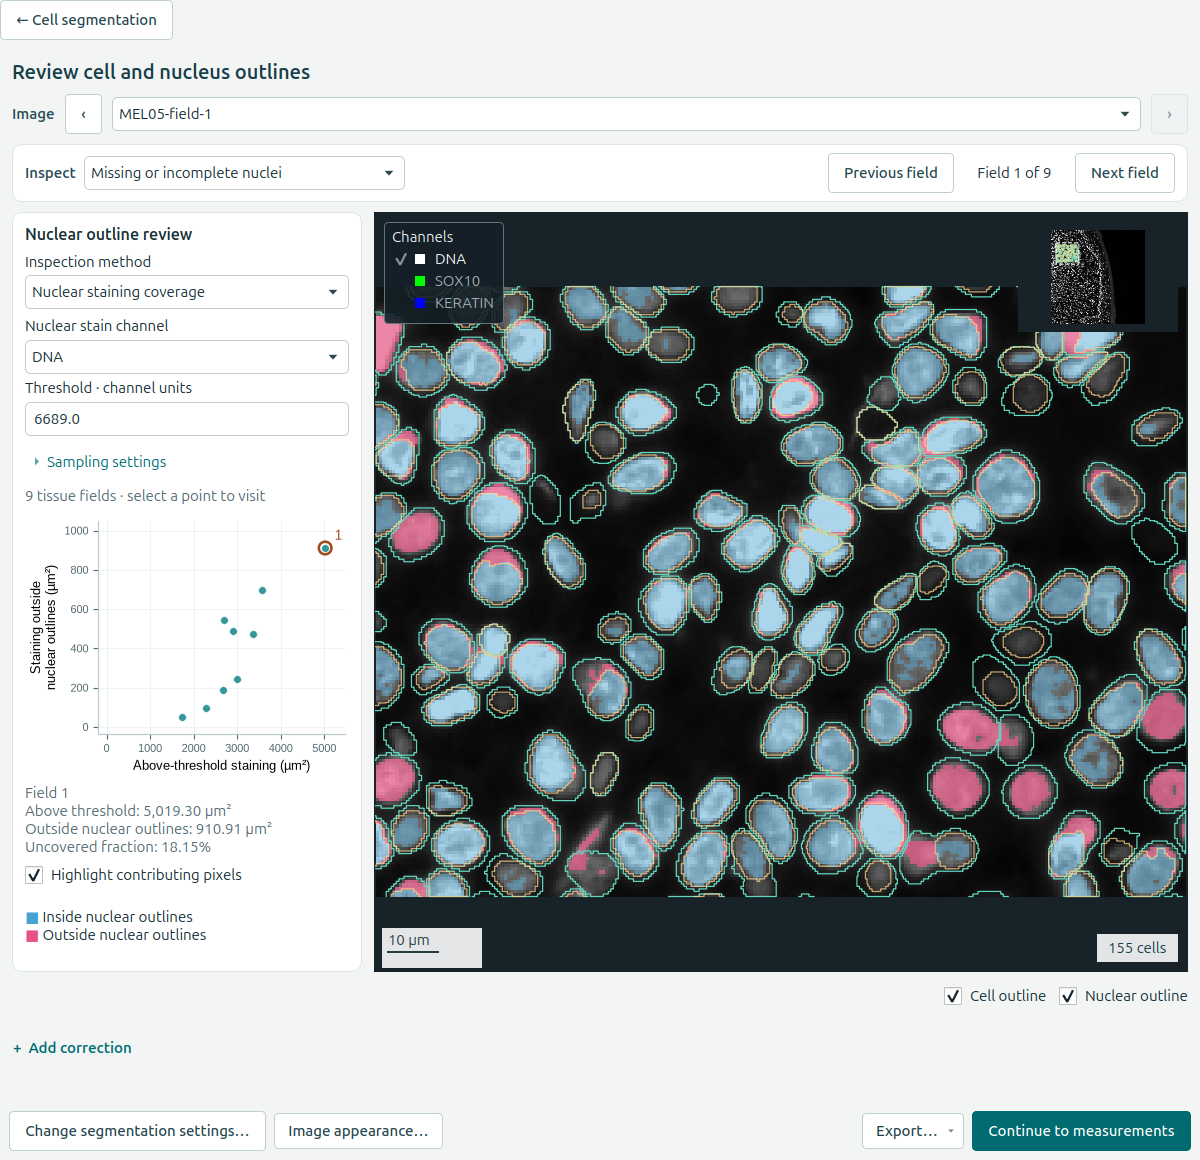 ← Cell segmentation
Review cell and nucleus outlines
Image
‹
MEL05-field-1
›
Inspect
Missing or incomplete nuclei
Previous field
Field 1 of 9
Next field
Nuclear outline review
Inspection method
Nuclear staining coverage
Nuclear stain channel
DNA
Threshold · channel units
6689.0
Sampling settings
9 tissue fields · select a point to visit
1000
800
600
400
200
0
Staining outside
nuclear outlines (µm²)
1
0 1000 2000 3000 4000 5000
Above-threshold staining (µm²)
Field 1
Above threshold: 5,019.30 µm²
Outside nuclear outlines: 910.91 µm²
Uncovered fraction: 18.15%
Highlight contributing pixels
Inside nuclear outlines
Outside nuclear outlines
Channels
DNA
SOX10
KERATIN
10 µm
155 cells
Cell outline
Nuclear outline
+ Add correction
Change segmentation settings…
Image appearance…
Export…
Continue to measurements